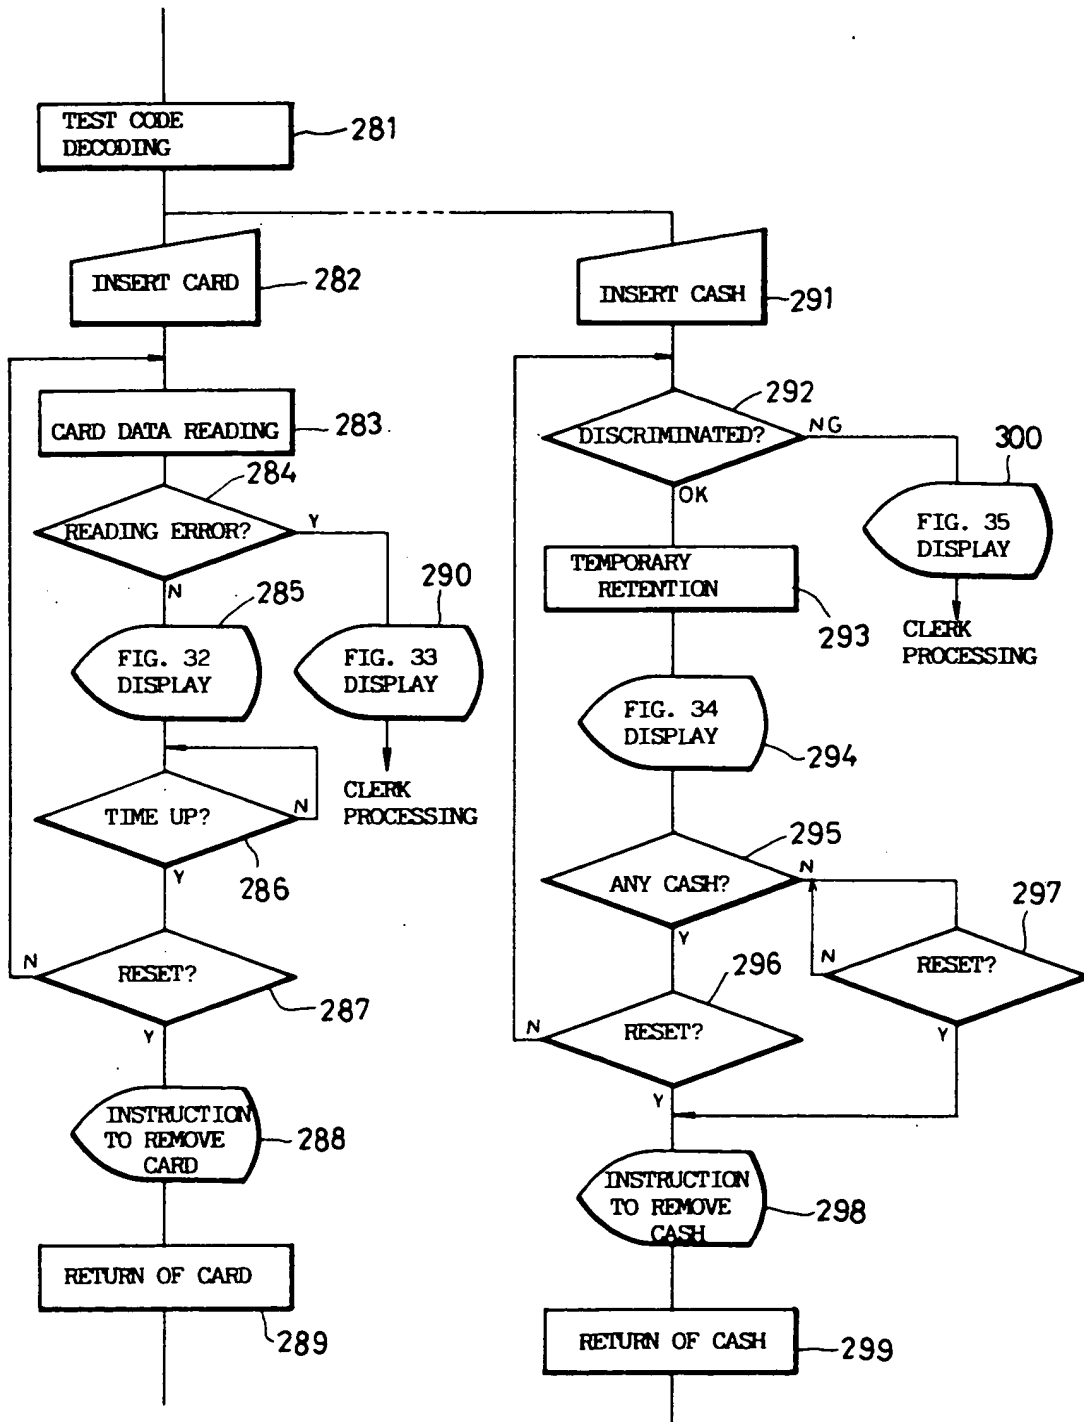 TEST CODE
DECODING
281
INSERT CARD
282
CARD DATA READING
283
284
READING ERROR?
Y
N
285
290
FIG. 32
DISPLAY
FIG. 33
DISPLAY
CLERK
PROCESSING
TIME UP?
N
Y
286
N
RESET?
287
Y
INSTRUCTION
TO REMOVE
CARD
288
RETURN OF CARD
289
INSERT CASH
291
292
DISCRIMINATED?
NG
OK
300
FIG. 35
DISPLAY
CLERK
PROCESSING
TEMPORARY
RETENTION
293
FIG. 34
DISPLAY
294
295
ANY CASH?
N
Y
297
N
RESET?
Y
296
N
RESET?
Y
INSTRUCTION
TO REMOVE
CASH
298
RETURN OF CASH
299